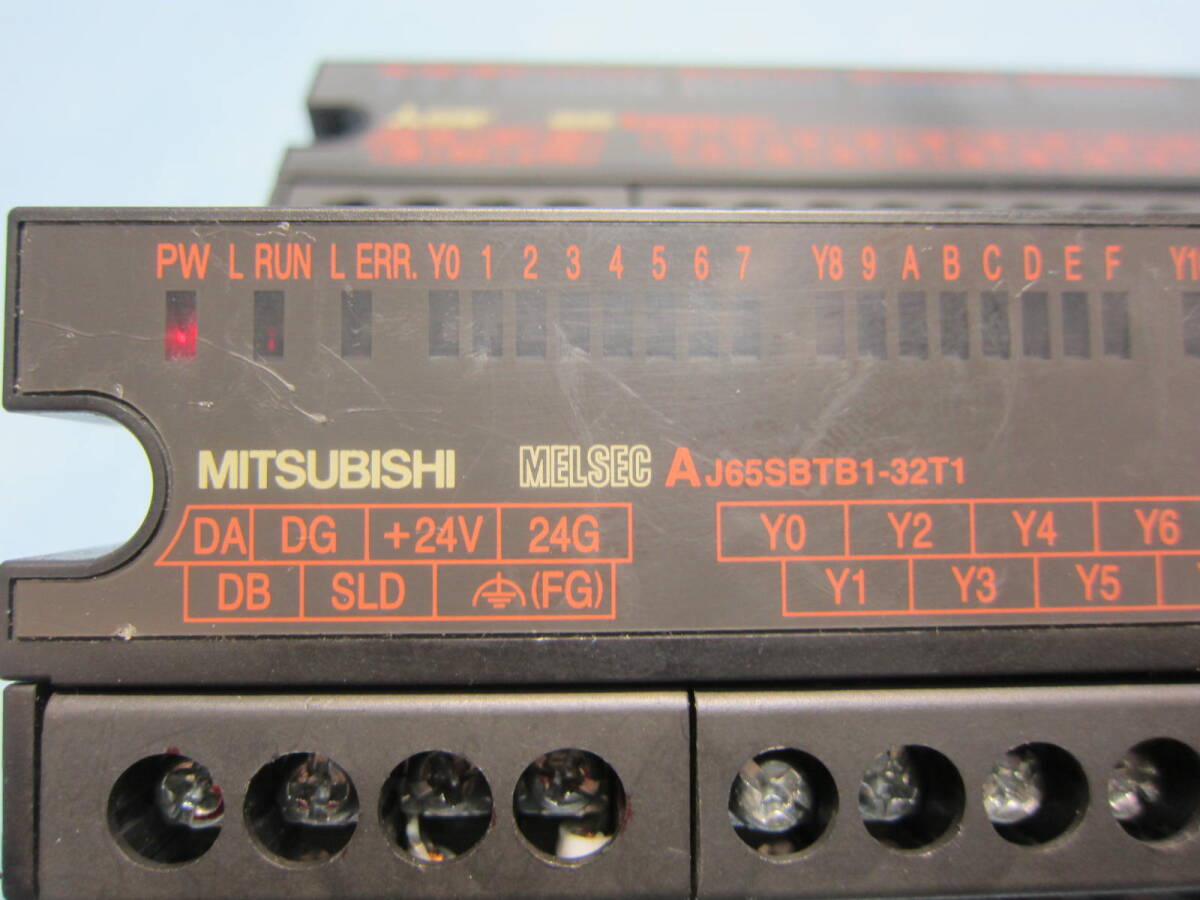 PW L RUN L ERR. Y0 1 2 3 4 5 6 7 Y8 9 A B C D E F
MITSUBISHI MELSEC AJ65SBTB1-32T1
DA DG +24V 24G Y0 Y2 Y4 Y6
DB SLD (FG) Y1 Y3 Y5